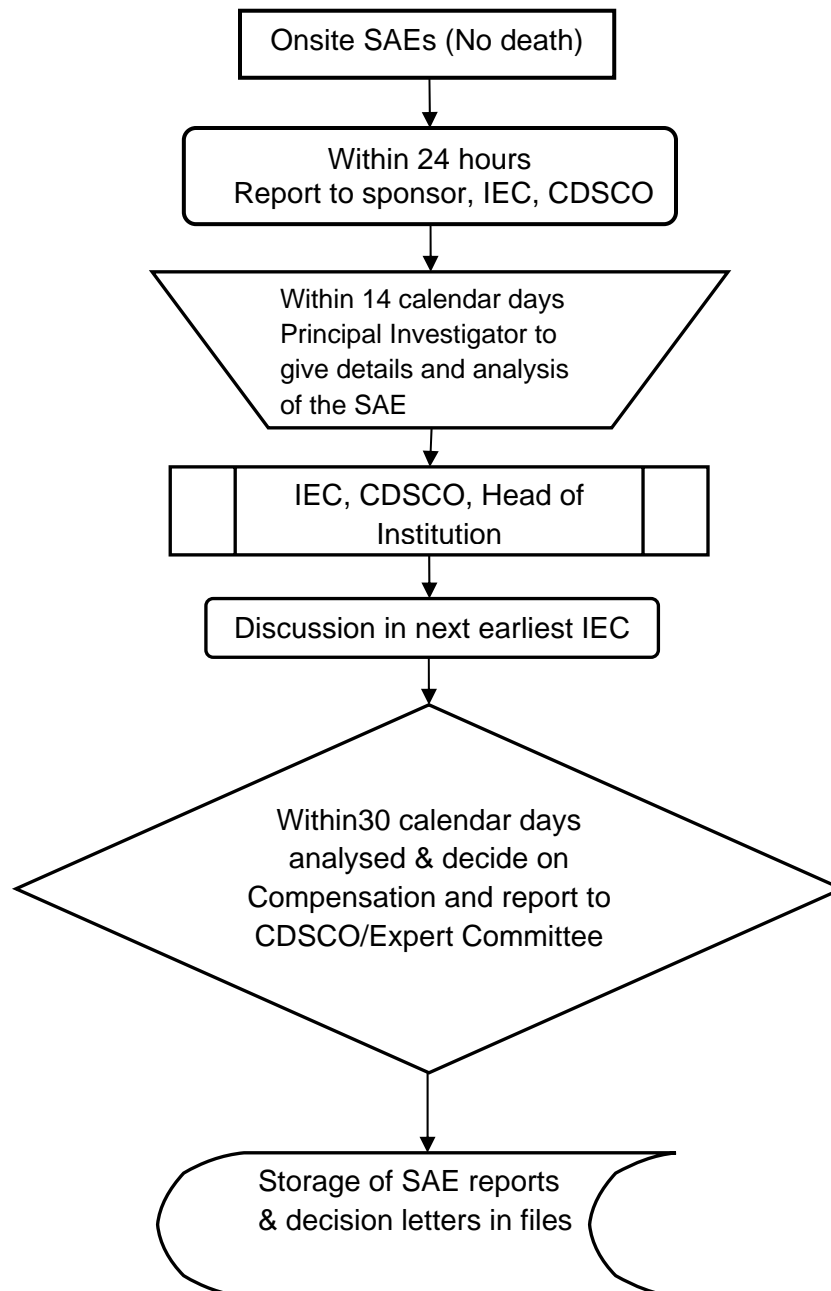 Onsite SAEs (No death)
Within 24 hours
Report to sponsor, IEC, CDSCO
Within 14 calendar days
Principal Investigator to
give details and analysis
of the SAE
IEC, CDSCO, Head of
Institution
Discussion in next earliest IEC
Within30 calendar days
analysed & decide on
Compensation and report to
CDSCO/Expert Committee
Storage of SAE reports
& decision letters in files